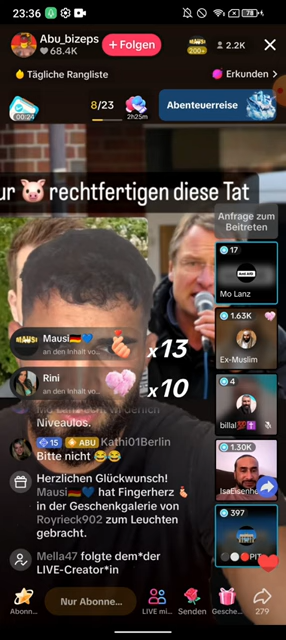 23:36
78
Abu_bizeps
68.4K
+ Folgen
200+
2.2K
Tägliche Rangliste
Erkunden >
00:24
8/23
2h25m
Abenteuerreise
ur 🐷 rechtfertigen diese Tat
Anfrage zum
Beitreten
17
Mo Lanz
1.63K
Ex-Muslim
4
billal💯✝️
1.30K
IsaEisenhe
397
⚪⚫🔴PIT
Mausi🇩🇪💙
an den Inhalt vo...
x13
Rini
an den Inhalt vo...
x10
Niveaulos.
15 ABU Kathi01Berlin
Bitte nicht 😂😂
Herzlichen Glückwunsch!
Mausi🇩🇪💙 hat Fingerherz 🫰
in der Geschenkgalerie von
Royrieck902 zum Leuchten
gebracht.
Mella47 folgte dem*der
LIVE-Creator*in
Abonn...
Nur Abonne...
LIVE mi...
Senden
Gesche...
279